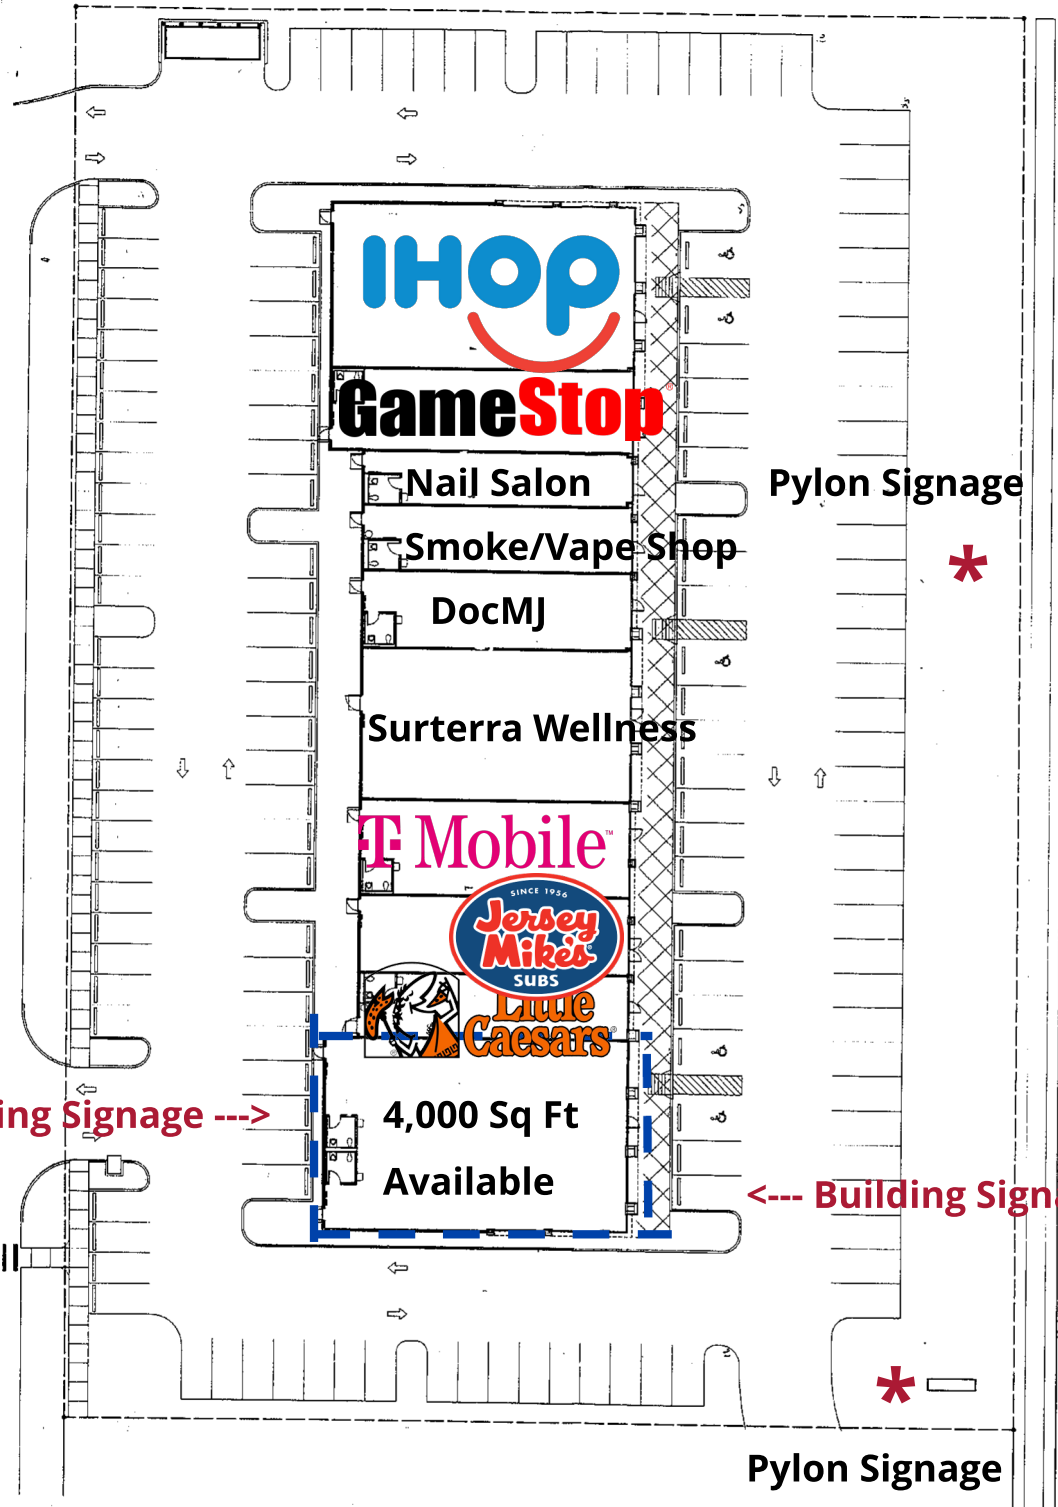 IHOP
GameStop®
Nail Salon
Pylon Signage
Smoke/Vape Shop
*
DocMJ
Surterra Wellness
T Mobile™
SINCE 1956
Jersey
Mike's
SUBS
Little
Caesars®
ing Signage --->
4,000 Sq Ft
Available
<--- Building Sign
*
Pylon Signage